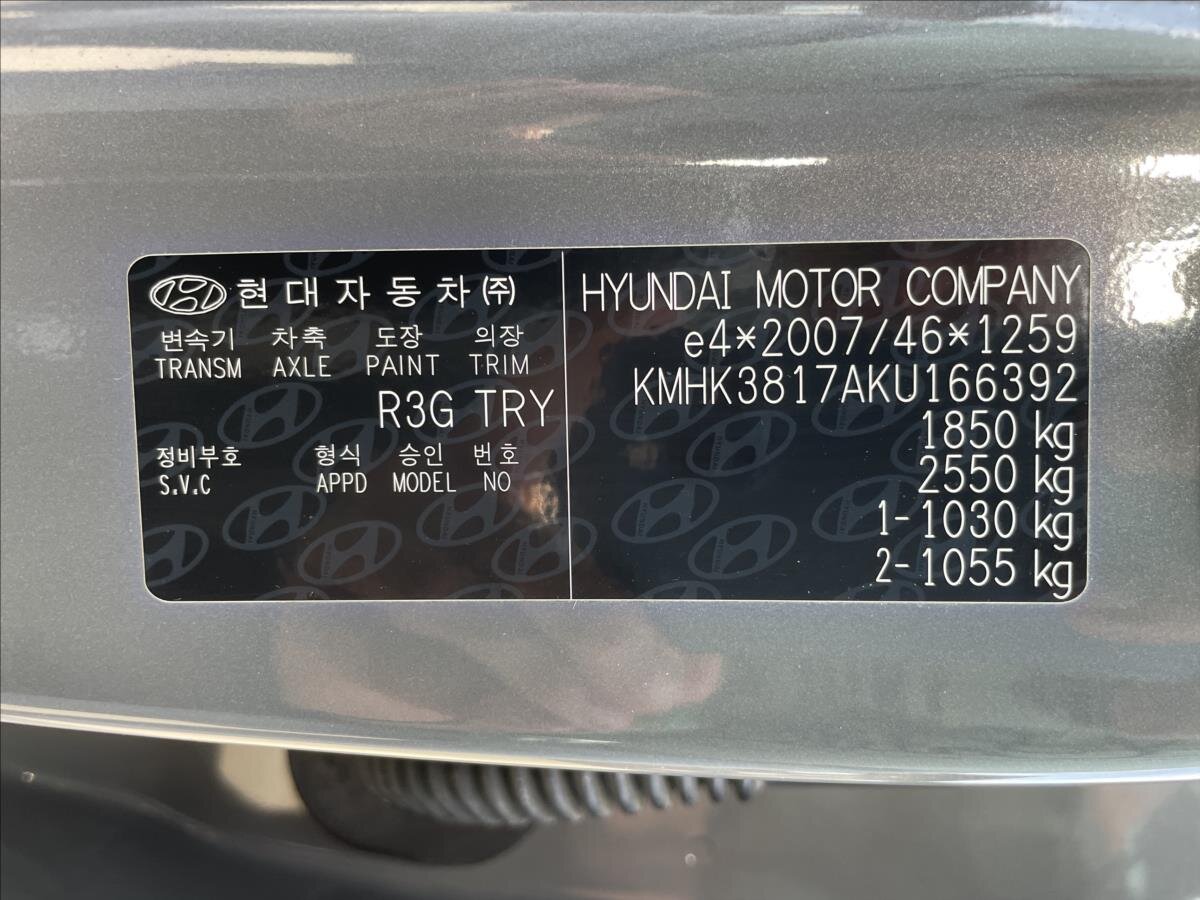 현대자동차㈜
변속기 차축 도장 의장
TRANSM AXLE PAINT TRIM
R3G TRY
정비부호 형식 승인 번호
S.V.C APPD MODEL NO
HYUNDAI MOTOR COMPANY
e4*2007/46*1259
KMHK3817AKU166392
1850 kg
2550 kg
1-1030 kg
2-1055 kg